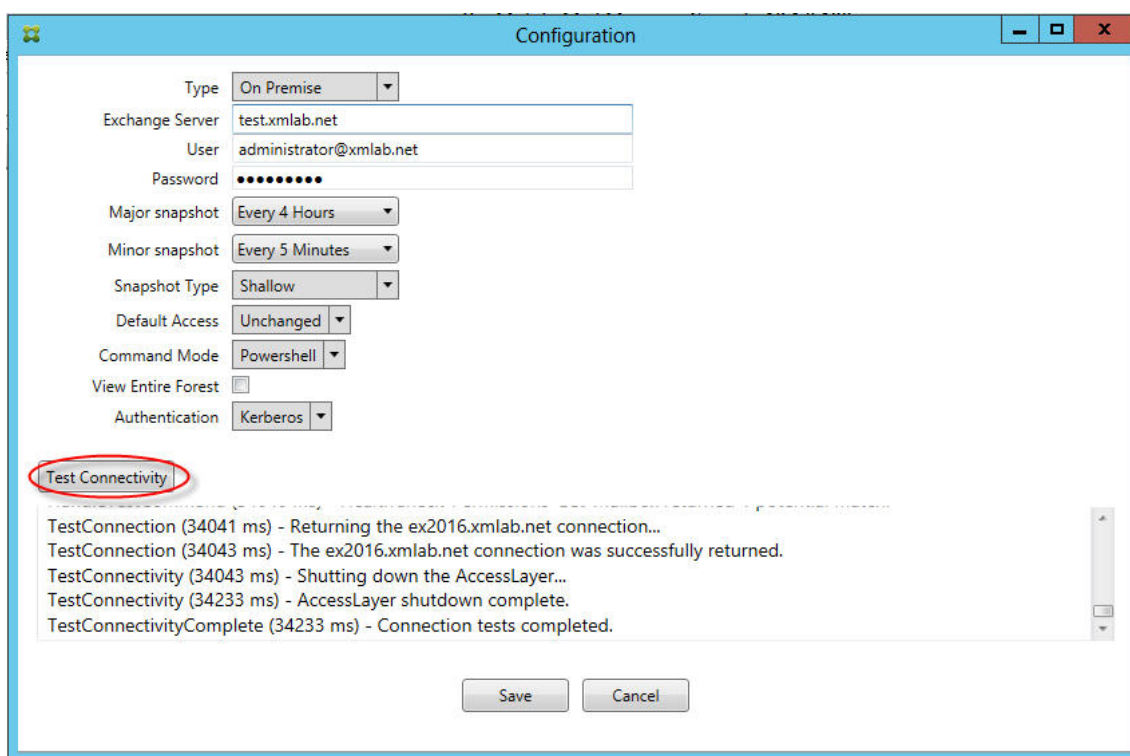 Configuration
Type On Premise
Exchange Server test.xmlab.net
User administrator@xmlab.net
Password ●●●●●●●●●
Major snapshot Every 4 Hours
Minor snapshot Every 5 Minutes
Snapshot Type Shallow
Default Access Unchanged
Command Mode Powershell
View Entire Forest
Authentication Kerberos
Test Connectivity
TestConnection (34041 ms) - Returning the ex2016.xmlab.net connection...
TestConnection (34043 ms) - The ex2016.xmlab.net connection was successfully returned.
TestConnectivity (34043 ms) - Shutting down the AccessLayer...
TestConnectivity (34233 ms) - AccessLayer shutdown complete.
TestConnectivityComplete (34233 ms) - Connection tests completed.
Save Cancel